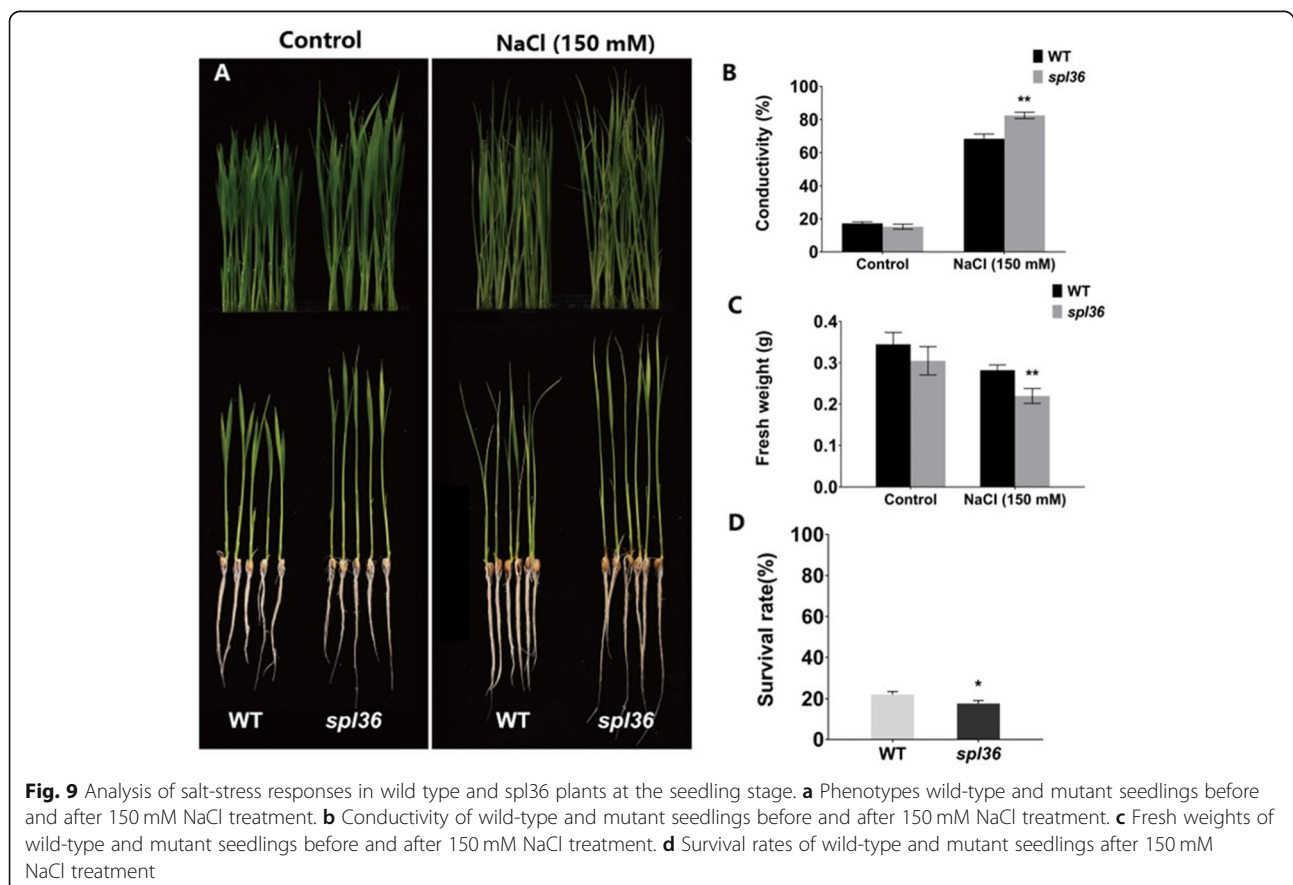 Control
NaCl (150 mM)
A
WT
spl36
WT
spl36
B
WT
spl36
Conductivity (%)
100
80
60
40
20
0
**
Control
NaCl (150 mM)
C
WT
spl36
Fresh weight (g)
0.4
0.3
0.2
0.1
0.0
**
Control
NaCl (150 mM)
D
Survival rate(%)
100
80
60
40
20
0
*
WT
spl36
Fig. 9 Analysis of salt-stress responses in wild type and spl36 plants at the seedling stage. a Phenotypes wild-type and mutant seedlings before
and after 150 mM NaCl treatment. b Conductivity of wild-type and mutant seedlings before and after 150 mM NaCl treatment. c Fresh weights of
wild-type and mutant seedlings before and after 150 mM NaCl treatment. d Survival rates of wild-type and mutant seedlings after 150 mM
NaCl treatment